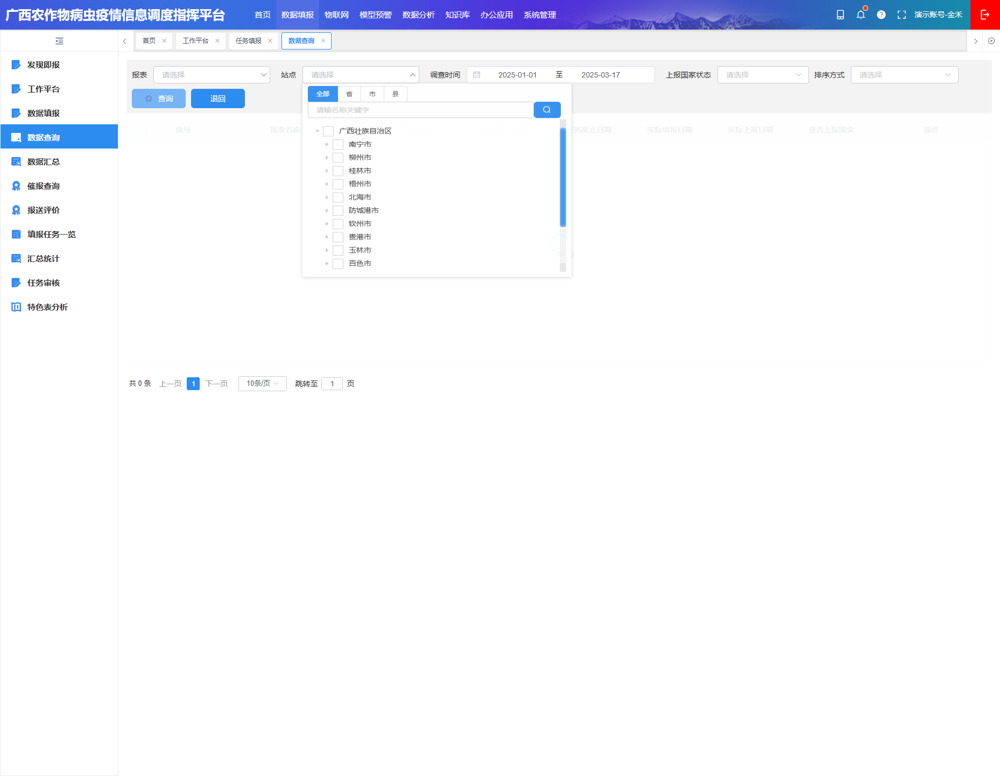 广西农作物病虫疫情信息调度指挥平台
首页 数据填报 物联网 模型预警 数据分析 知识库 办公应用 系统管理
演示账号-金禾
首页 工作平台 任务填报 数据查询
发现即报
工作平台
数据填报
数据查询
数据汇总
催报查询
报送评价
填报任务一览
汇总统计
任务审核
特色表分析
报表 请选择 站点 请选择 调查时间 2025-01-01 至 2025-03-17 上报国家状态 请选择 排序方式 请选择
查询 退回
全部 省 市 县
请输名称关键字
序号 报表名称 务截止日期 实际填报日期 实际上报日期 是否上报国家 操作
广西壮族自治区
南宁市
柳州市
桂林市
梧州市
北海市
防城港市
钦州市
贵港市
玉林市
百色市
共 0 条 上一页 1 下一页 10条/页 跳转至 1 页